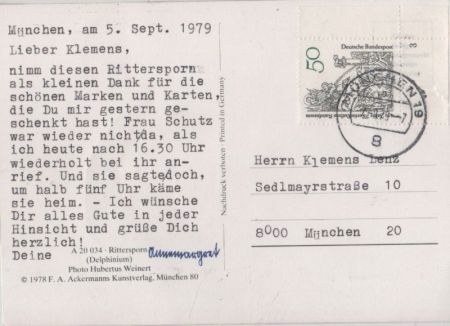 München, am 5. Sept. 1979
Lieber Klemens,
nimm diesen Rittersporn
als kleinen Dank für die
schönen Marken und Karten,
die Du mir gestern ge-
schenkt hast! Frau Schutz
war wieder nichtda, als
ich heute nach 16.30 Uhr
wiederholt bei ihr an-
rief. Und sie sagtedoch,
um halb fünf Uhr käme
sie heim. - Ich wünsche
Dir alles Gute in jeder
Hinsicht und grüße Dich
herzlich!
Deine Annemargret
A 20 034 · Rittersporn
(Delphinium)
Photo Hubertus Weinert
© 1978 F. A. Ackermanns Kunstverlag, München 80
Nachdruck verboten · Printed in Germany
50
Deutsche Bundespost
MÜNCHEN 19
8
Herrn Klemens Lenz
Sedlmayrstraße 10
8000 München 20